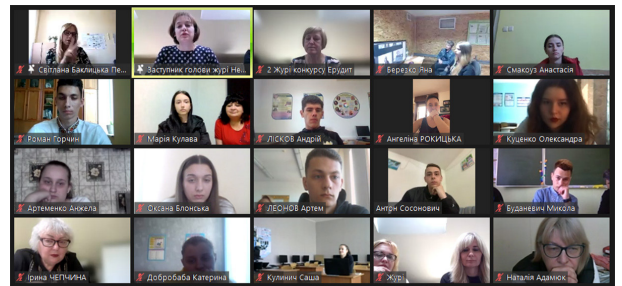 Світлана Баклицька Пе...
Заступник голови журі Не...
2 Журі конкурсу Ерудит
Березко Яна
Смакоуз Анастасія
Роман Горчин
Марія Кулава
ЛІСКОВ Андрій
Ангеліна РОКИЦЬКА
Куценко Олександра
Артеменко Анжела
Оксана Блонська
ЛЕОНОВ Артем
Антон Сосонович
Буданевич Микола
Ірина ЧЕПЧИНА
Добробаба Катерина
Кулинич Саша
Журі
Наталія Адамюк